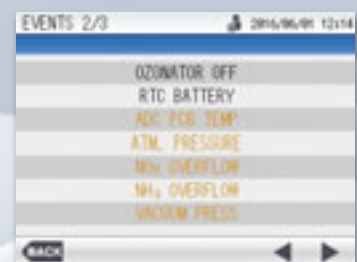 EVENTS 2/3 2016/06/01 12:14
OZONATOR OFF
RTC BATTERY
ADC PCB TEMP.
ATM. PRESSURE
NOx OVERFLOW
NH₃ OVERFLOW
VACUUM PRESS
BACK